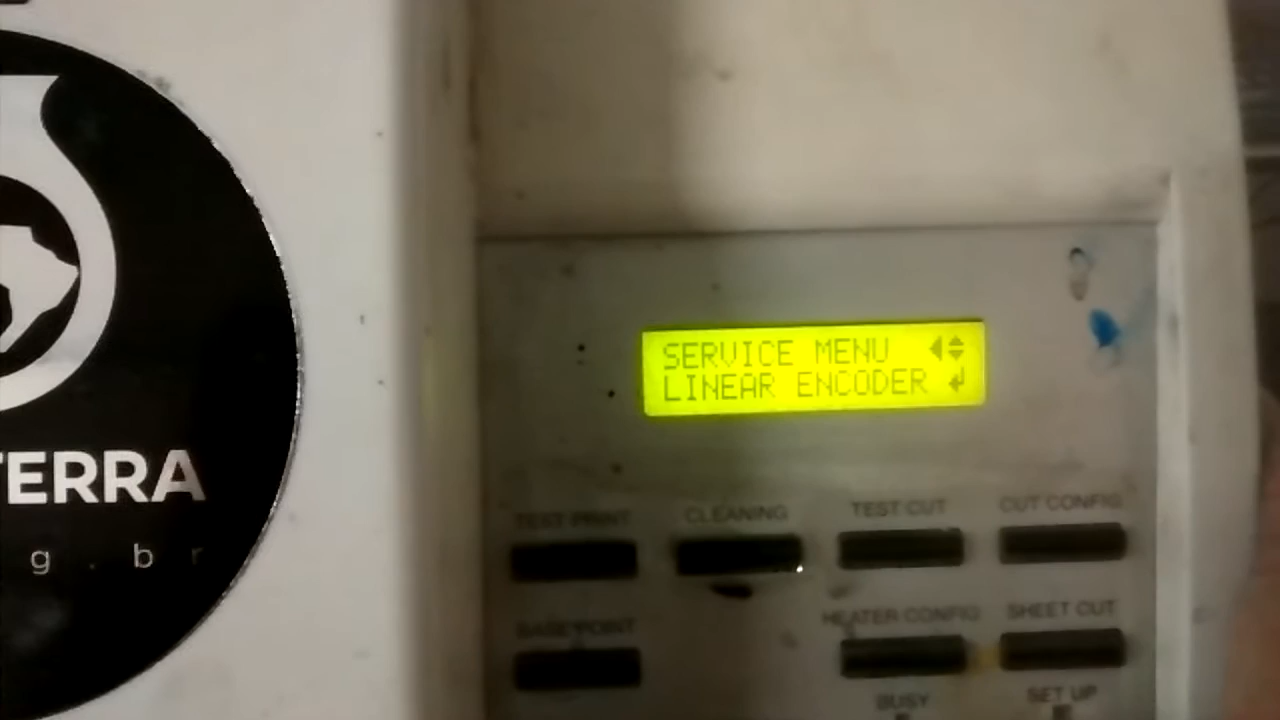 TERRA
g . b r
SERVICE MENU
LINEAR ENCODER
TEST PRINT
CLEANING
TEST CUT
CUT CONFIG
BASE POINT
HEATER CONFIG
SHEET CUT
BUSY
SET UP